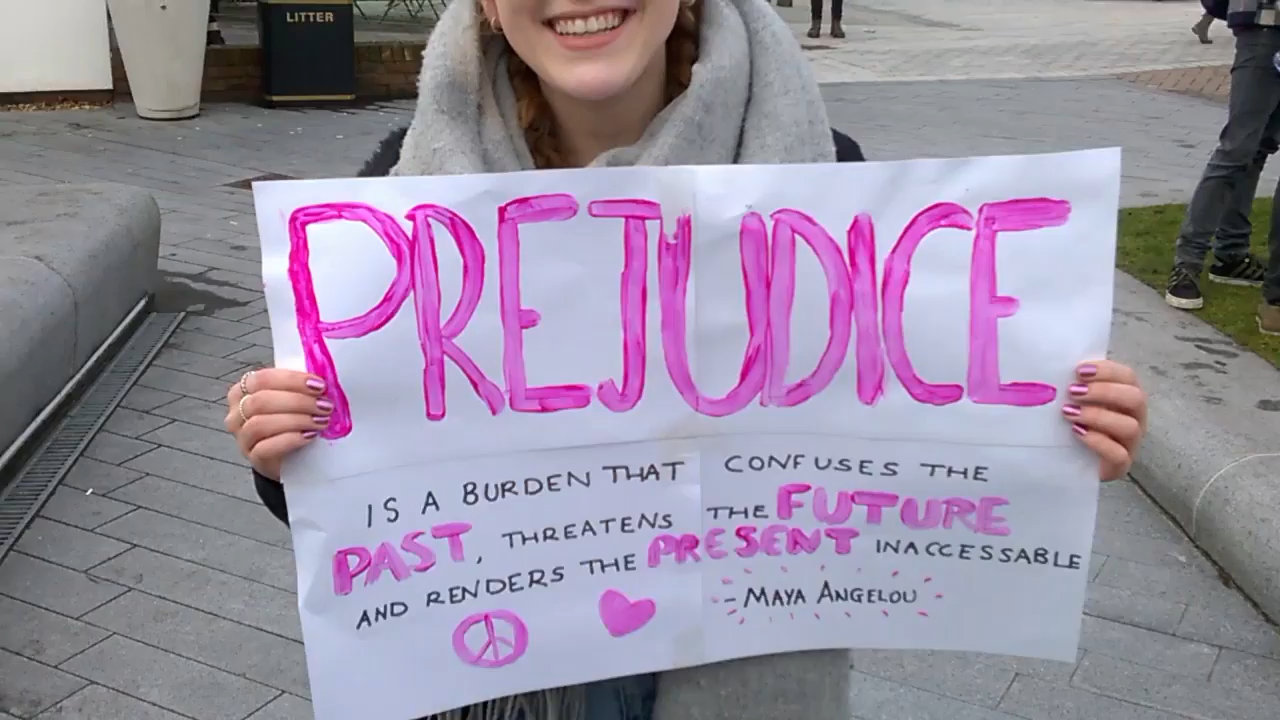 LITTER
PREJUDICE
IS A BURDEN THAT CONFUSES THE
PAST, THREATENS THE FUTURE
AND RENDERS THE PRESENT INACCESSABLE
- MAYA ANGELOU